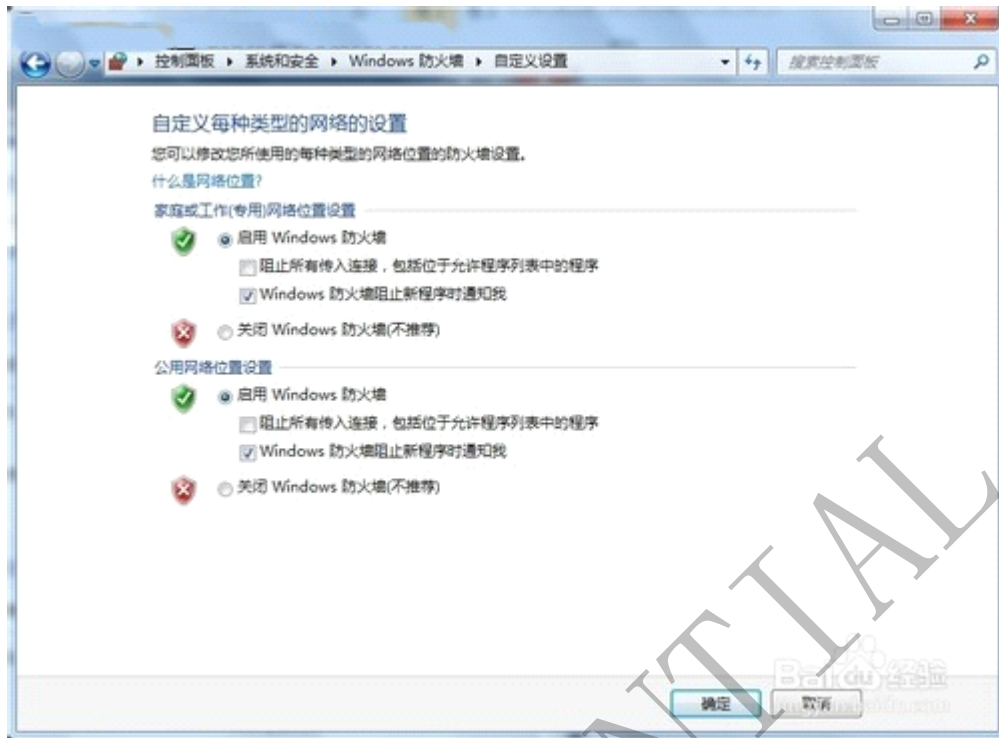 控制面板 ▸ 系统和安全 ▸ Windows 防火墙 ▸ 自定义设置
搜索控制面板
自定义每种类型的网络的设置
您可以修改您所使用的每种类型的网络位置的防火墙设置。
什么是网络位置?
家庭或工作(专用)网络位置设置
启用 Windows 防火墙
阻止所有传入连接，包括位于允许程序列表中的程序
Windows 防火墙阻止新程序时通知我
关闭 Windows 防火墙(不推荐)
公用网络位置设置
启用 Windows 防火墙
阻止所有传入连接，包括位于允许程序列表中的程序
Windows 防火墙阻止新程序时通知我
关闭 Windows 防火墙(不推荐)
NTIAL
Baidu 经验
确定
取消